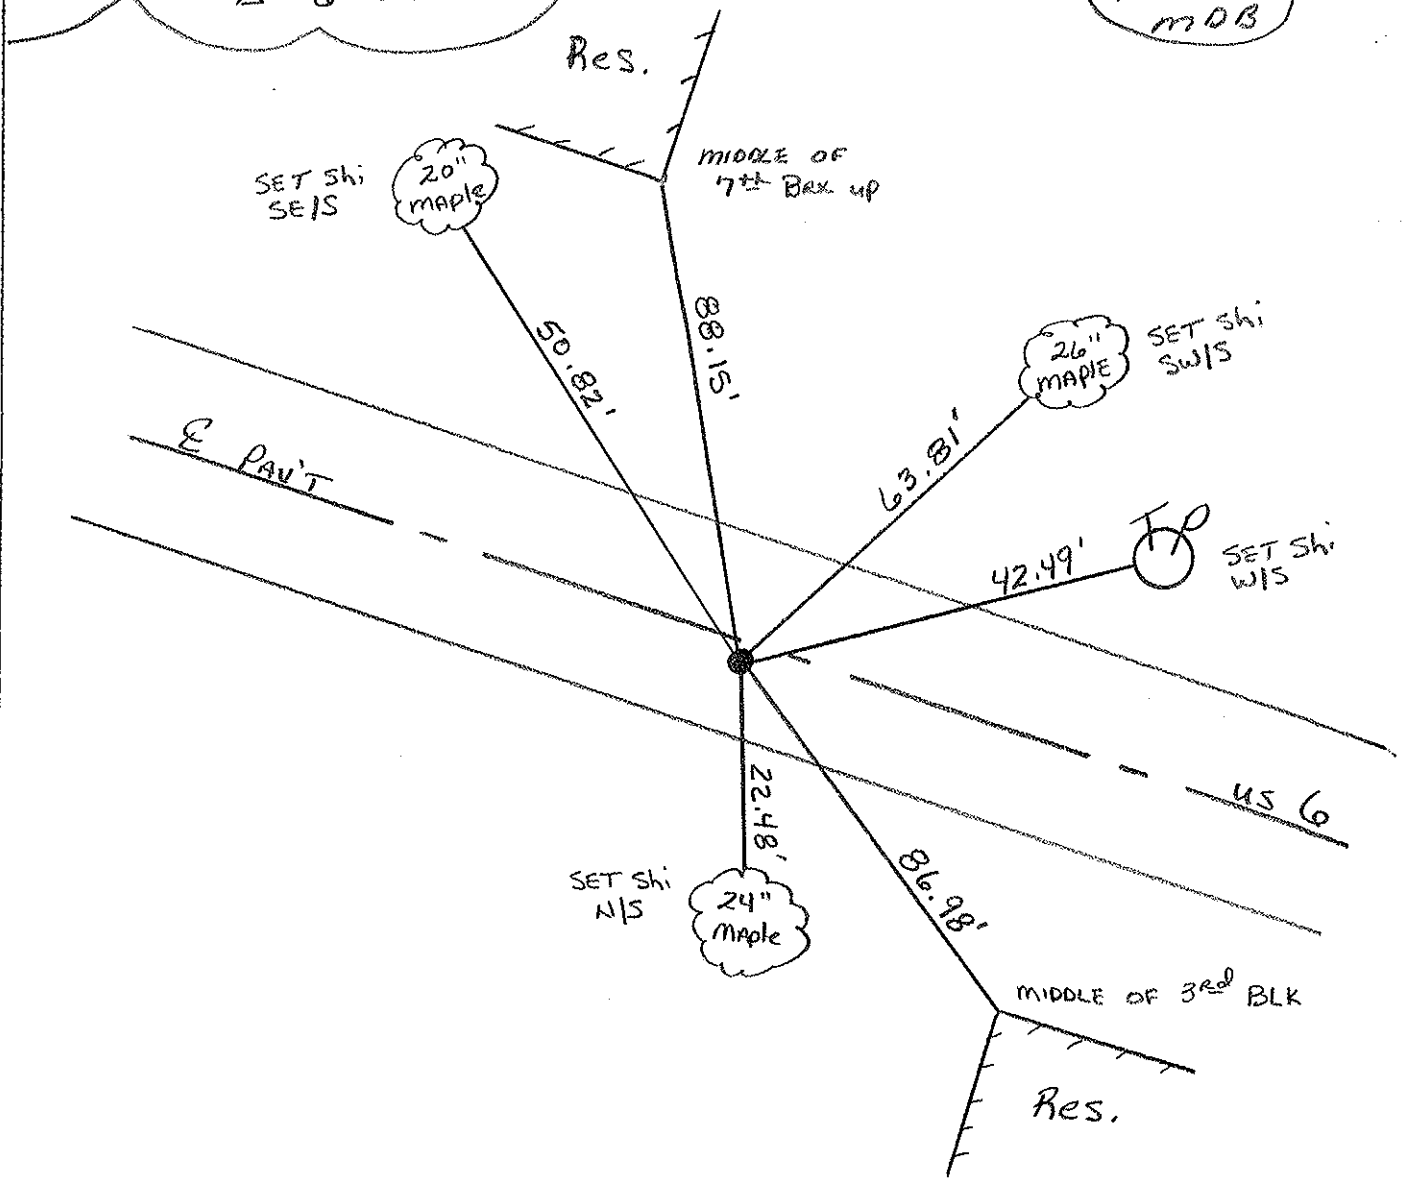 mDB
Res.
MIDDLE OF
7th BRK up
SET Shi
SE/S
20"
MAPLE
88.15'
50.82'
26"
MAPLE
SET Shi
SW/S
63.81'
℄ PAV'T
TP
SET Shi
W/S
42.49'
US 6
22.48'
86.98'
SET Shi
N/S
24"
MAple
MIDDLE OF 3rd BLK
Res.